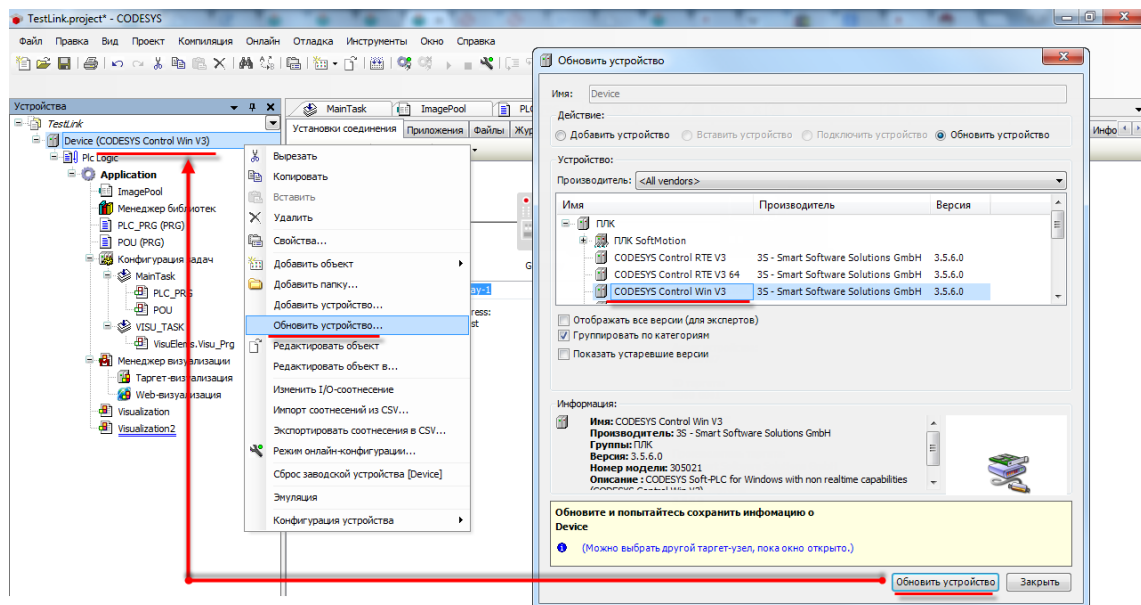 TestLink.project* - CODESYS
Файл Правка Вид Проект Компиляция Онлайн Отладка Инструменты Окно Справка
Устройства
TestLink
Device (CODESYS Control Win V3)
Plc Logic
Application
ImagePool
Менеджер библиотек
PLC_PRG (PRG)
POU (PRG)
Конфигурация задач
MainTask
PLC_PRG
POU
VISU_TASK
VisuElems.Visu_Prg
Менеджер визуализации
Таргет-визуализация
Web-визуализация
Visualization
Visualization2
MainTask ImagePool
Установки соединения Приложения Файлы
Вырезать
Копировать
Вставить
Удалить
Свойства...
Добавить объект
Добавить папку...
Добавить устройство...
Обновить устройство...
Редактировать объект
Редактировать объект в...
Изменить I/O-соотнесение
Импорт соотнесений из CSV...
Экспортировать соотнесения в CSV...
Режим онлайн-конфигурации...
Сброс заводской устройства [Device]
Эмуляция
Конфигурация устройства
Обновить устройство
Имя: Device
Действие:
Добавить устройство Вставить устройство Подключить устройство Обновить устройство
Устройство:
Производитель: <All vendors>
Имя Производитель Версия
ПЛК
ПЛК SoftMotion
CODESYS Control RTE V3 3S - Smart Software Solutions GmbH 3.5.6.0
CODESYS Control RTE V3 64 3S - Smart Software Solutions GmbH 3.5.6.0
CODESYS Control Win V3 3S - Smart Software Solutions GmbH 3.5.6.0
Отображать все версии (для экспертов)
Группировать по категориям
Показать устаревшие версии
Информация:
Имя: CODESYS Control Win V3
Производитель: 3S - Smart Software Solutions GmbH
Группы: ПЛК
Версия: 3.5.6.0
Номер модели: 305021
Описание : CODESYS Soft-PLC for Windows with non realtime capabilities
Обновите и попытайтесь сохранить инфомацию о
Device
(Можно выбрать другой таргет-узел, пока окно открыто.)
Обновить устройство Закрыть
Инфо